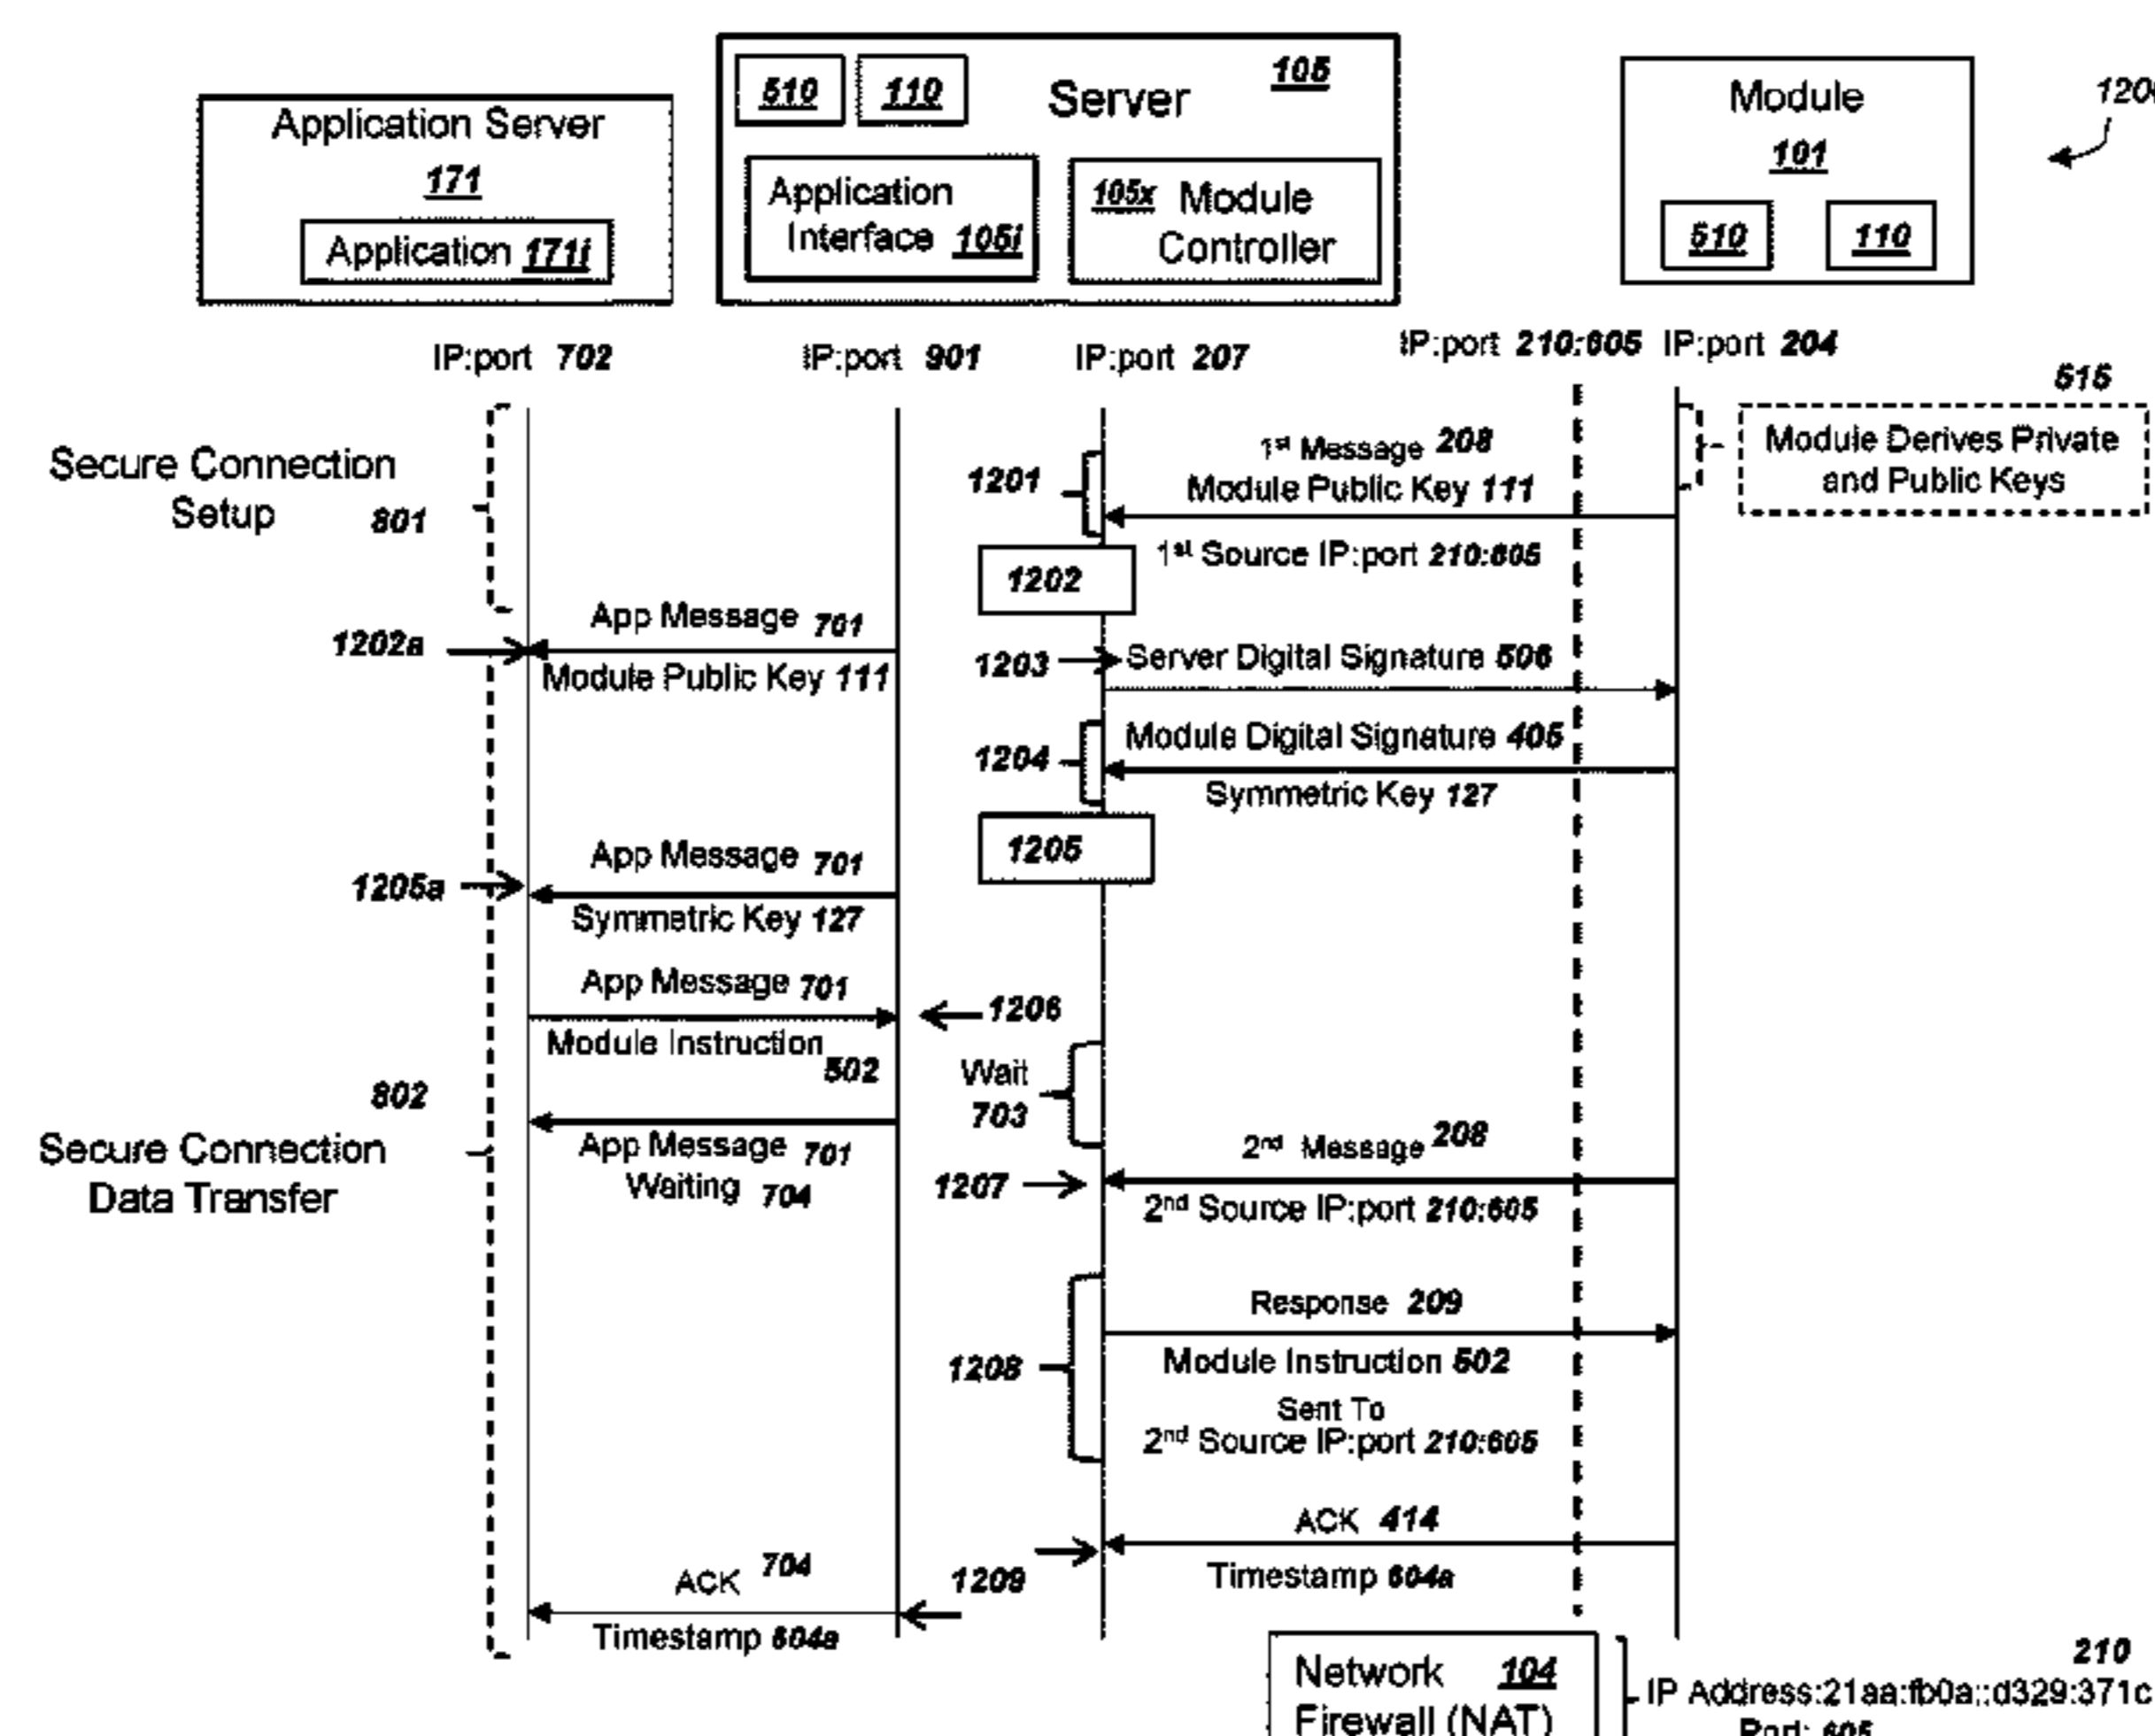 Application Server
171
Application 171i
510 110 Server 105
Application
Interface 105i
105x Module
Controller
Module
101
510 110
IP:port 702
IP:port 901
IP:port 207
IP:port 210:605
IP:port 204
515
Module Derives Private
and Public Keys
Secure Connection
Setup 801
1201
1st Message 208
Module Public Key 111
1st Source IP:port 210:605
1202
1202a
App Message 701
Module Public Key 111
1203
Server Digital Signature 506
1204
Module Digital Signature 405
Symmetric Key 127
1205
1205a
App Message 701
Symmetric Key 127
App Message 701
Module Instruction
502
1206
802
Secure Connection
Data Transfer
Wait
703
App Message 701
Waiting 704
2nd Message 208
1207
2nd Source IP:port 210:605
1208
Response 209
Module Instruction 502
Sent To
2nd Source IP:port 210:605
ACK 414
Timestamp 604a
1209
ACK 704
Timestamp 604a
Network 104
Firewall (NAT)
210
IP Address:21aa:fb0a::d329:371c
Port: 605